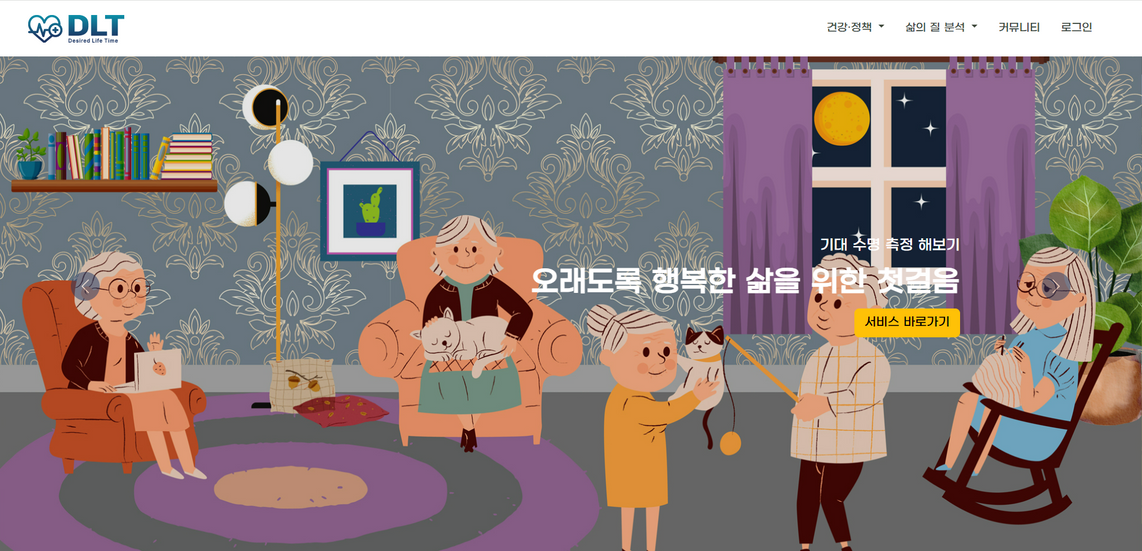 DLT
Desired Life Time
건강·정책
삶의 질 분석
커뮤니티
로그인
기대 수명 측정 해보기
오래도록 행복한 삶을 위한 첫걸음
서비스 바로가기